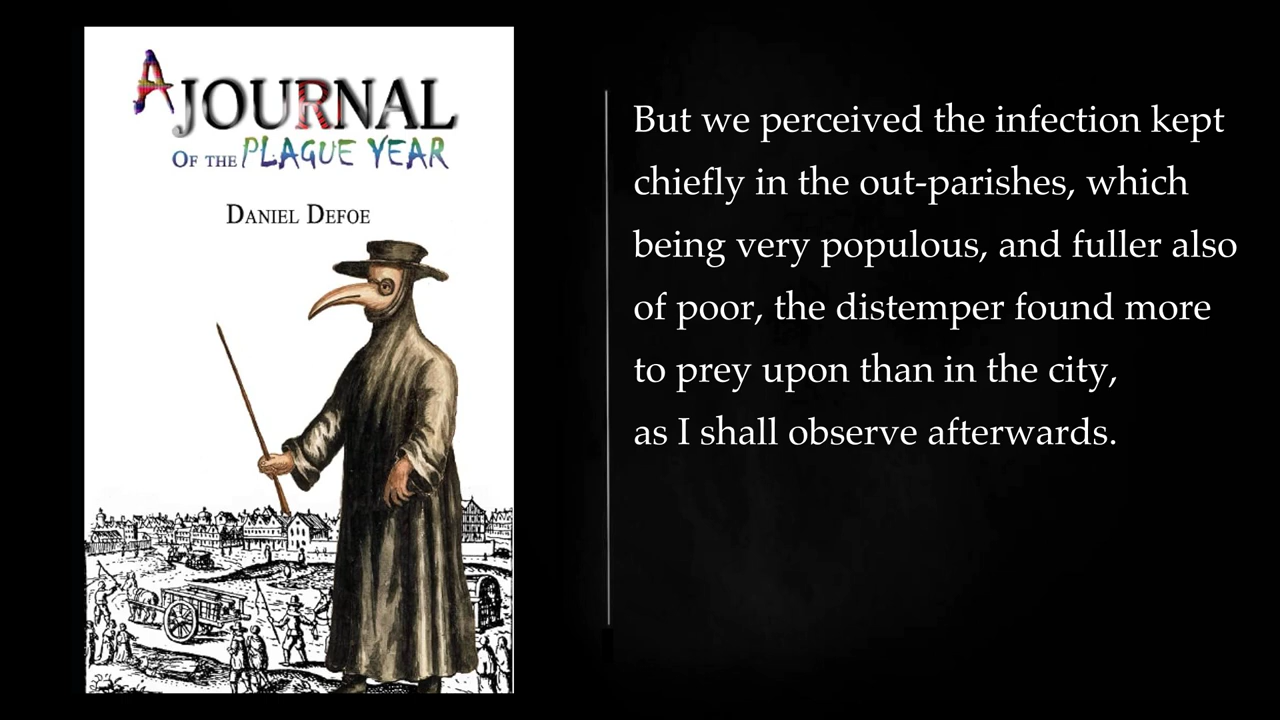 A JOURNAL
OF THE PLAGUE YEAR
DANIEL DEFOE
But we perceived the infection kept
chiefly in the out-parishes, which
being very populous, and fuller also
of poor, the distemper found more
to prey upon than in the city,
as I shall observe afterwards.